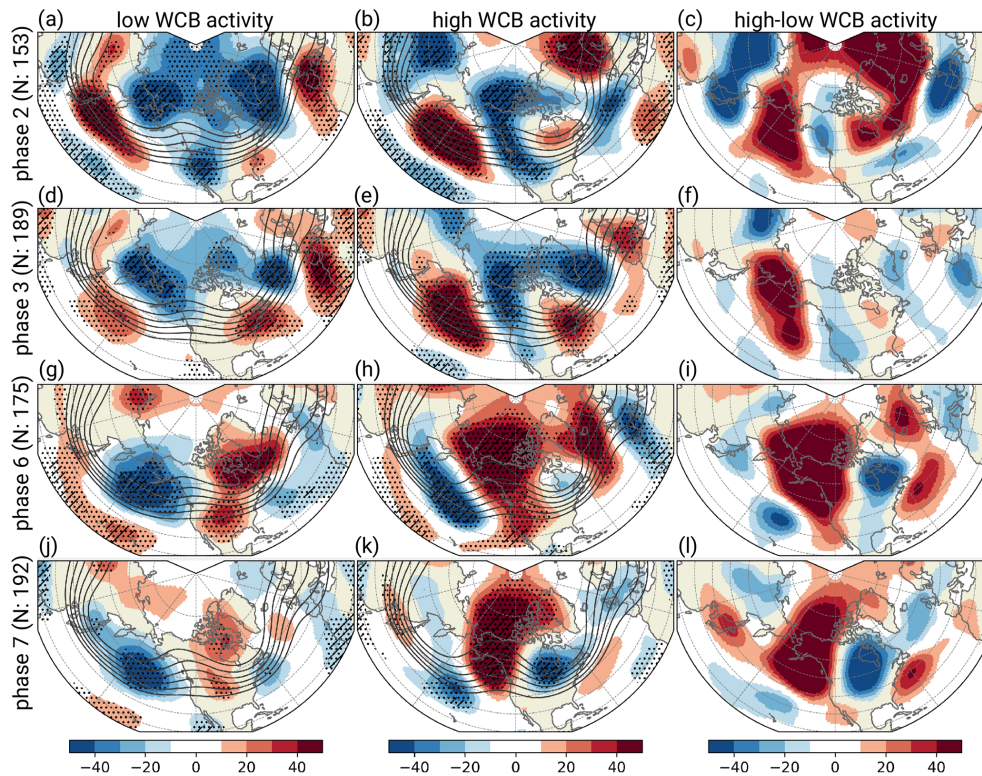 low WCB activity
high WCB activity
high-low WCB activity
(a)
(b)
(c)
phase 2 (N: 153)
(d)
(e)
(f)
phase 3 (N: 189)
(g)
(h)
(i)
phase 6 (N: 175)
(j)
(k)
(l)
phase 7 (N: 192)
−40 −20 0 20 40
−40 −20 0 20 40
−40 −20 0 20 40